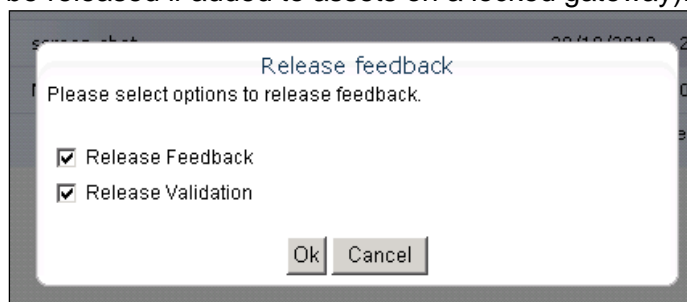 be released if added to assets on a locked gateway).
Release feedback
Please select options to release feedback.
Release Feedback
Release Validation
Ok Cancel